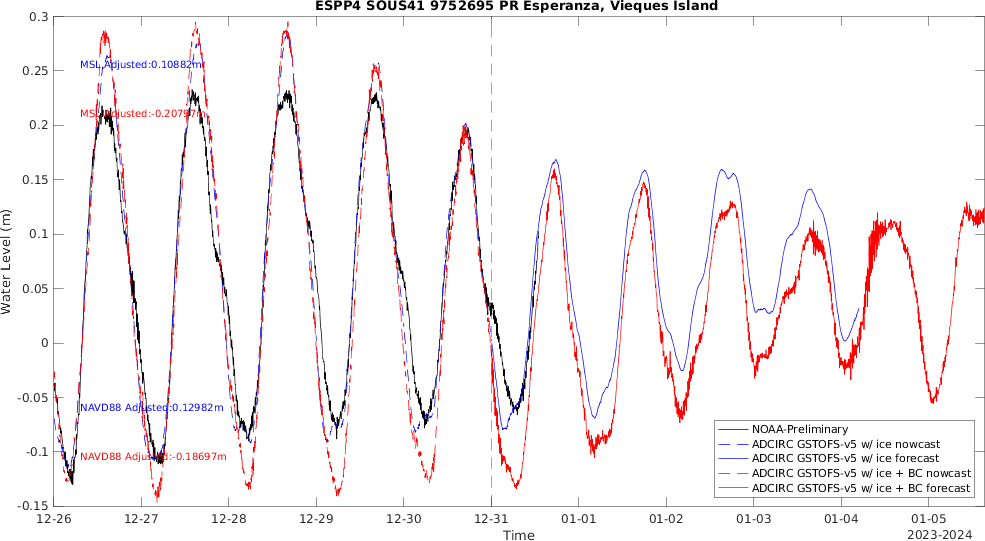 ESPP4 SOUS41 9752695 PR Esperanza, Vieques Island
0.3
0.25
0.2
0.15
0.1
0.05
0
-0.05
-0.1
-0.15
Water Level (m)
MSL Adjusted:0.10882m
MSL Adjusted:-0.20797m
NAVD88 Adjusted:0.12982m
NAVD88 Adjusted:-0.18697m
NOAA-Preliminary
ADCIRC GSTOFS-v5 w/ ice nowcast
ADCIRC GSTOFS-v5 w/ ice forecast
ADCIRC GSTOFS-v5 w/ ice + BC nowcast
ADCIRC GSTOFS-v5 w/ ice + BC forecast
12-26 12-27 12-28 12-29 12-30 12-31 01-01 01-02 01-03 01-04 01-05
Time
2023-2024